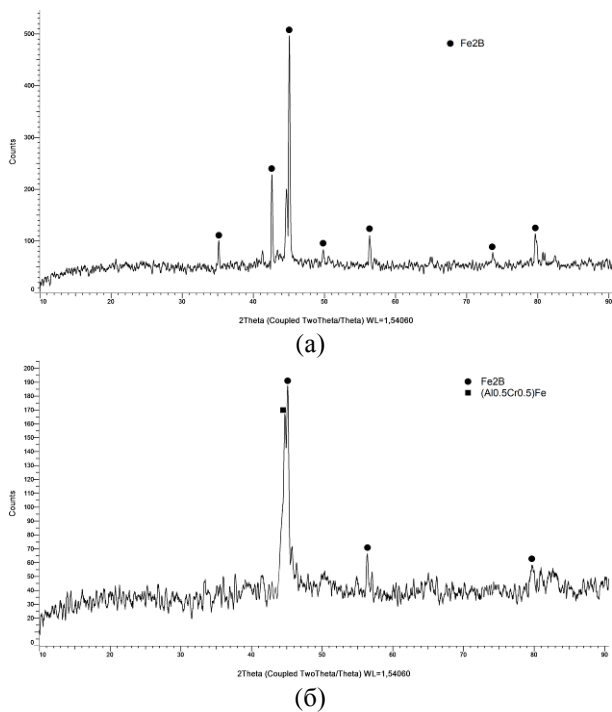 500
400
300
200
100
0
Counts
Fe2B
10 20 30 40 50 60 70 80 90
2Theta (Coupled TwoTheta/Theta) WL=1,54060
(а)
200
190
180
170
160
150
140
130
120
110
100
90
80
70
60
50
40
30
20
0
Counts
Fe2B
(Al0.5Cr0.5)Fe
10 20 30 40 50 60 70 80 90
2Theta (Coupled TwoTheta/Theta) WL=1,54060
(б)